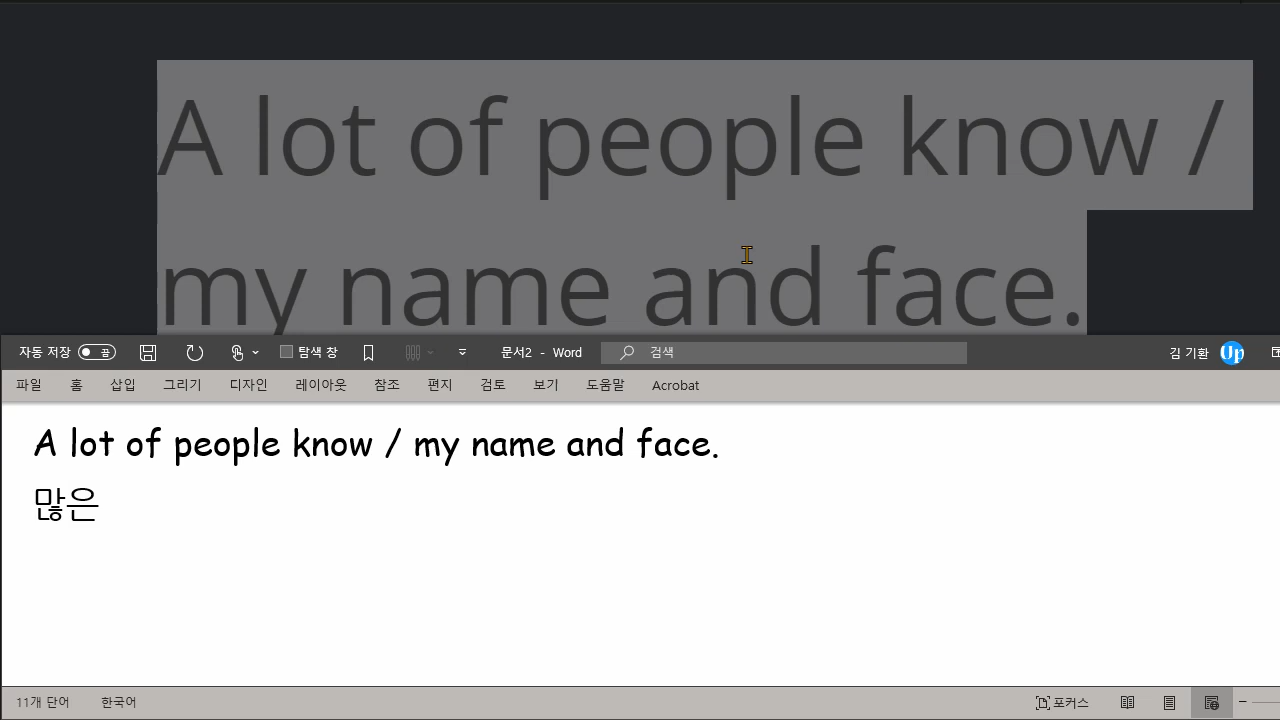 A lot of people know /
my name and face.
자동 저장 끔 탐색 창 문서2 - Word 검색 김 기환 Up
파일 홈 삽입 그리기 디자인 레이아웃 참조 편지 검토 보기 도움말 Acrobat
A lot of people know / my name and face.
많은
11개 단어 한국어 포커스